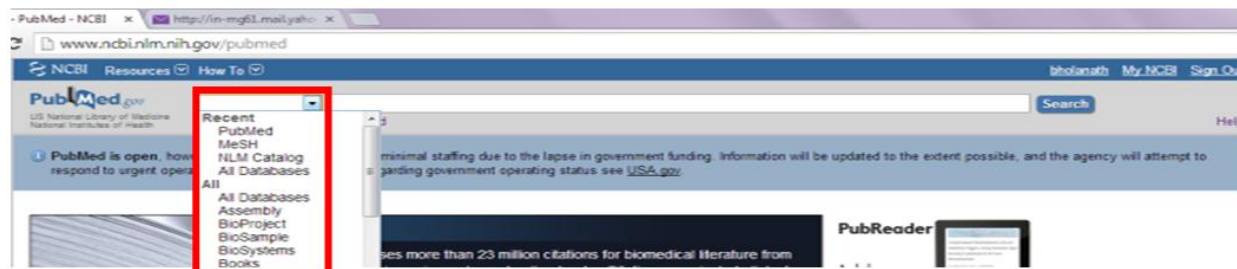 - PubMed - NCBI × http://in-mg61.mail.yaho ×
www.ncbi.nlm.nih.gov/pubmed
NCBI Resources How To bholanath My NCBI Sign Ou
PubMed.gov Search
US National Library of Medicine
National Institutes of Health
Hel
Recent
PubMed
MeSH
NLM Catalog
All Databases
All
All Databases
Assembly
BioProject
BioSample
BioSystems
Books
PubMed is open, how minimal staffing due to the lapse in government funding. Information will be updated to the extent possible, and the agency will attempt to
respond to urgent opera garding government operating status see USA.gov.
PubReader
ses more than 23 million citations for biomedical literature from